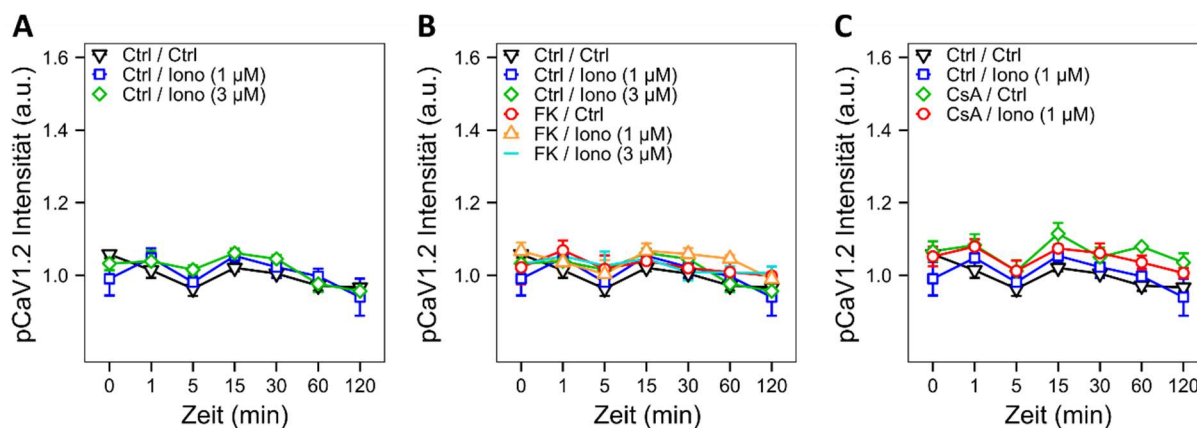 A
pCaV1.2 Intensität (a.u.)
1.6
1.4
1.2
1.0
Ctrl / Ctrl
Ctrl / Iono (1 µM)
Ctrl / Iono (3 µM)
0 1 5 15 30 60 120
Zeit (min)
B
pCaV1.2 Intensität (a.u.)
1.6
1.4
1.2
1.0
Ctrl / Ctrl
Ctrl / Iono (1 µM)
Ctrl / Iono (3 µM)
FK / Ctrl
FK / Iono (1 µM)
FK / Iono (3 µM)
0 1 5 15 30 60 120
Zeit (min)
C
pCaV1.2 Intensität (a.u.)
1.6
1.4
1.2
1.0
Ctrl / Ctrl
Ctrl / Iono (1 µM)
CsA / Ctrl
CsA / Iono (1 µM)
0 1 5 15 30 60 120
Zeit (min)